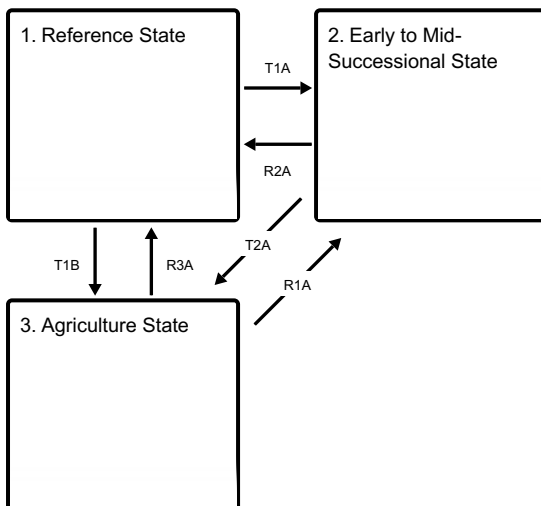 1. Reference State
2. Early to Mid-
Successional State
T1A
R2A
T2A
R1A
T1B
R3A
3. Agriculture State